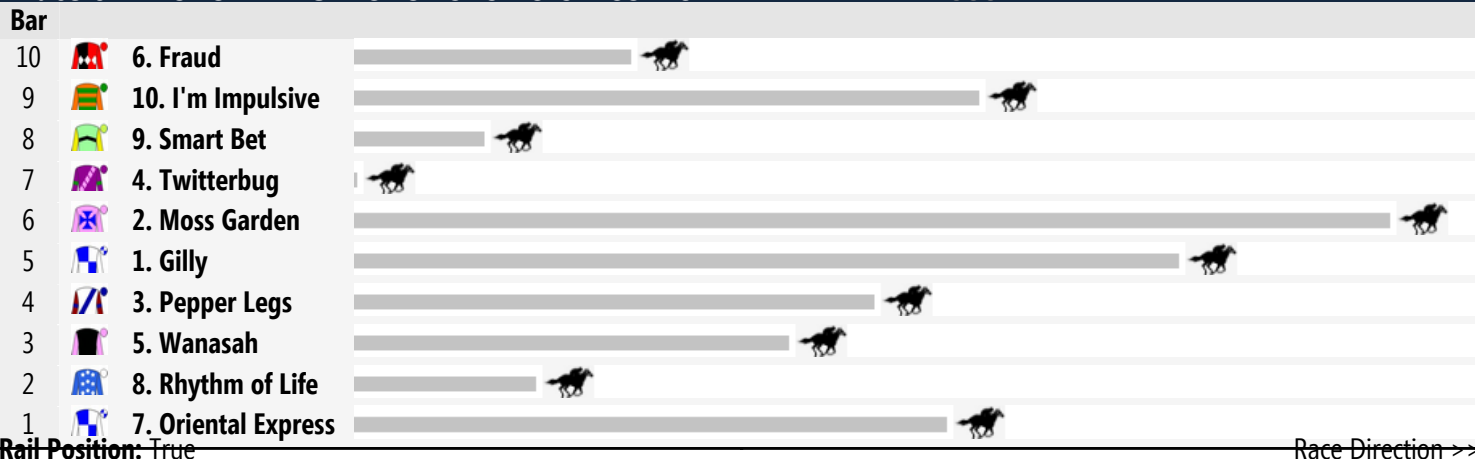 Bar
10 6. Fraud
9 10. I'm Impulsive
8 9. Smart Bet
7 4. Twitterbug
6 2. Moss Garden
5 1. Gilly
4 3. Pepper Legs
3 5. Wanasah
2 8. Rhythm of Life
1 7. Oriental Express
Rail Position: True Race Direction >>